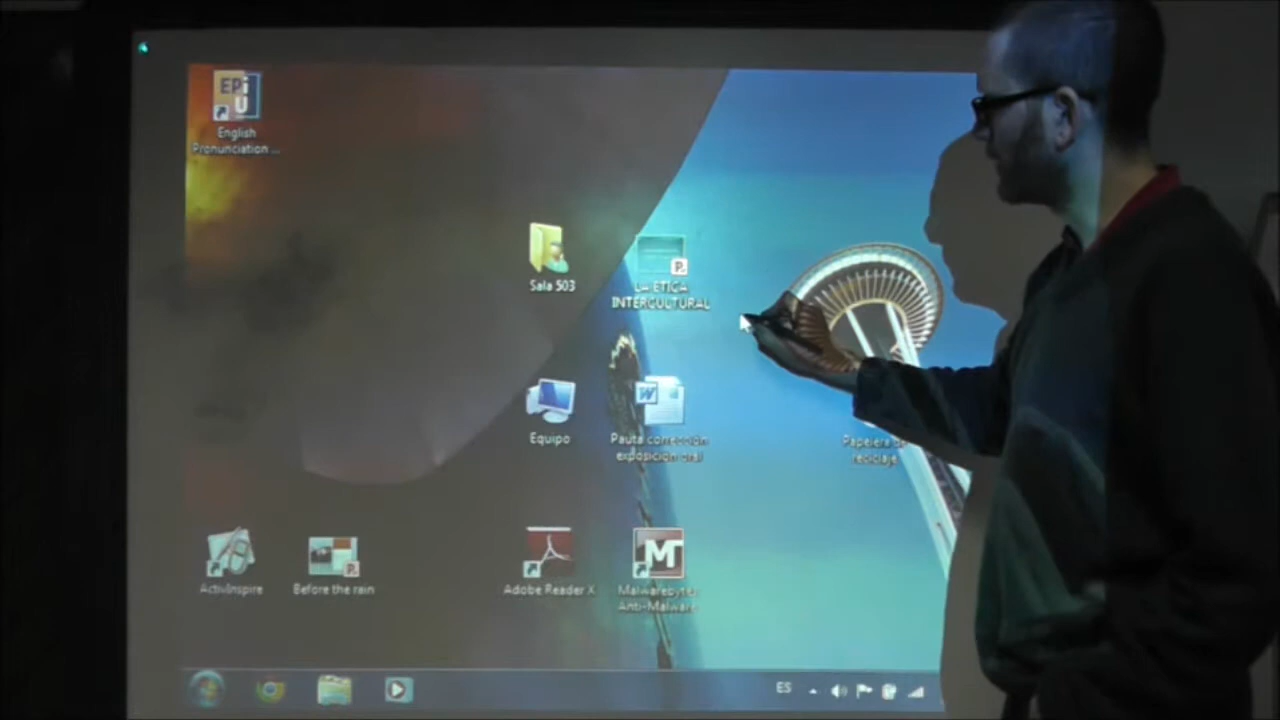 EPi
U
English
Pronunciation ...
Sala 503
P
LA ETICA
INTERCULTURAL
Equipo
W
Pauta corrección
exposicion oral
Papelera de
reciclaje
ActivInspire
P
Before the rain
Adobe Reader X
M
Malwarebytes
Anti-Malware
ES